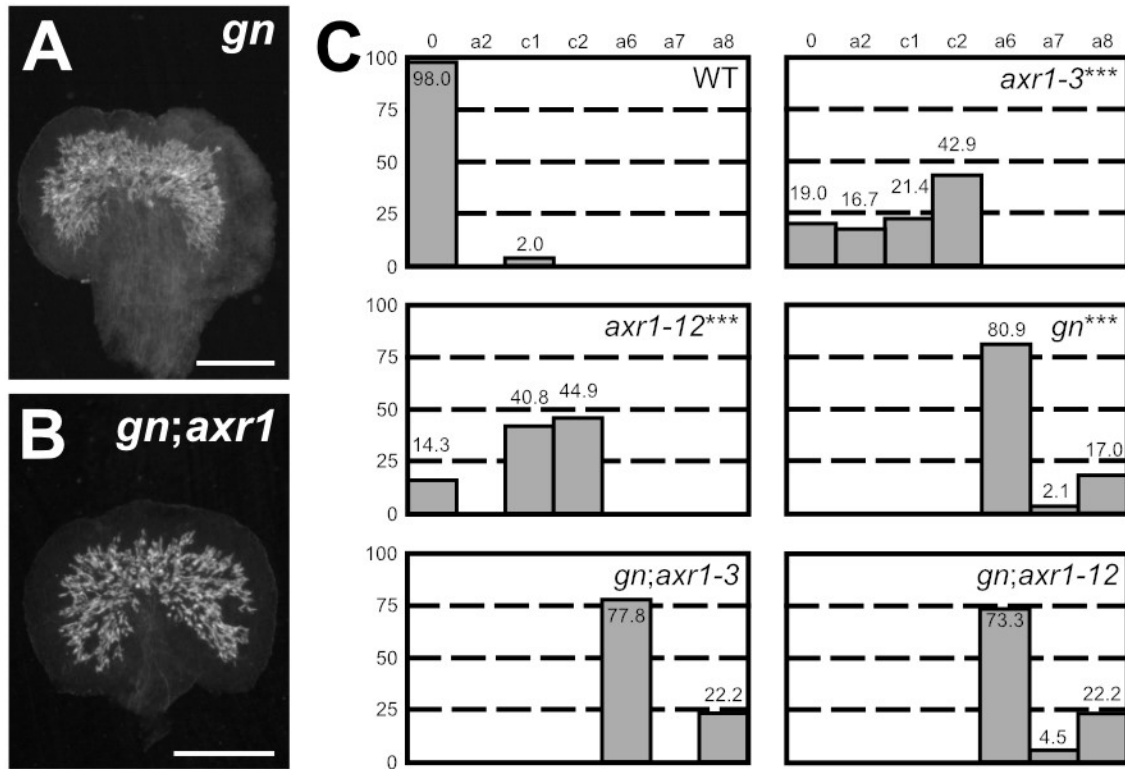 A gn
B gn;axr1
C
0 a2 c1 c2 a6 a7 a8
0 a2 c1 c2 a6 a7 a8
100
75
50
25
0
WT
98.0
2.0
axr1-3***
19.0
16.7
21.4
42.9
100
75
50
25
0
axr1-12***
14.3
40.8
44.9
gn***
80.9
2.1
17.0
100
75
50
25
0
gn;axr1-3
77.8
22.2
gn;axr1-12
73.3
4.5
22.2